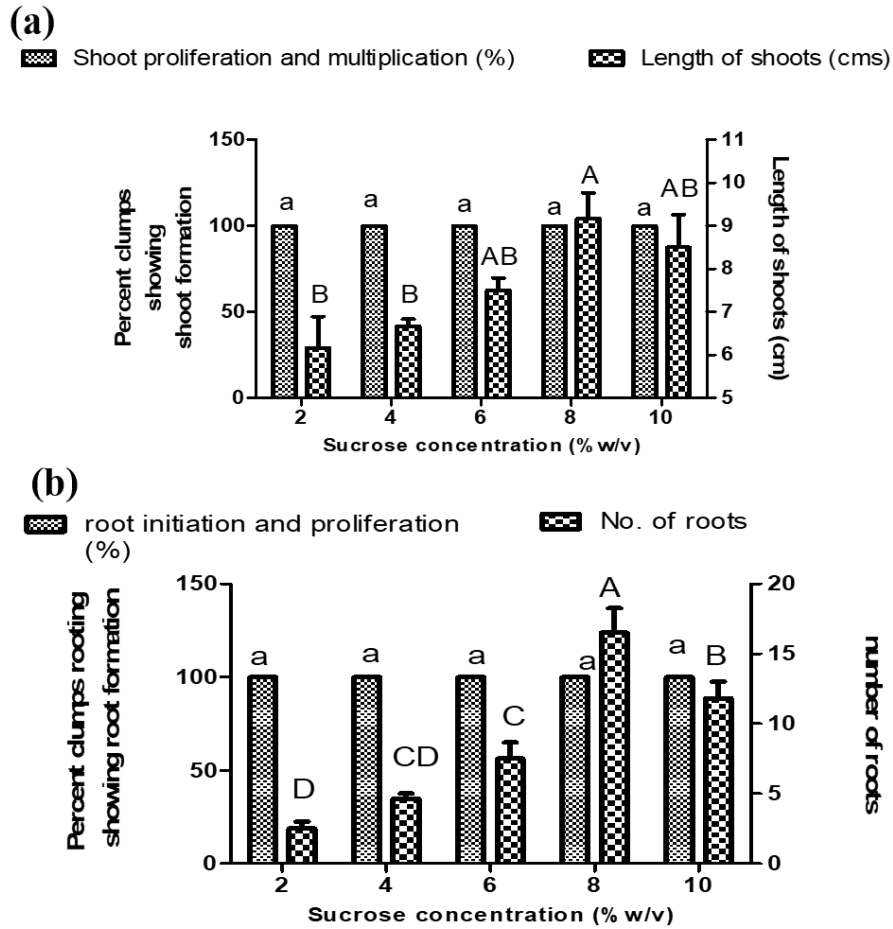 (a)
Shoot proliferation and multiplication (%) Length of shoots (cms)
Percent clumps
showing
shoot formation
150
100
50
0
a B a B a AB a A a AB
11
10
9
8
7
6
5
Length of shoots
(cm)
2 4 6 8 10
Sucrose concentration (% w/v)
(b)
root initiation and proliferation
(%)
No. of roots
Percent clumps rooting
showing root formation
150
100
50
0
a D a CD a C a A a B
20
15
10
5
0
number of roots
2 4 6 8 10
Sucrose concentration (% w/v)